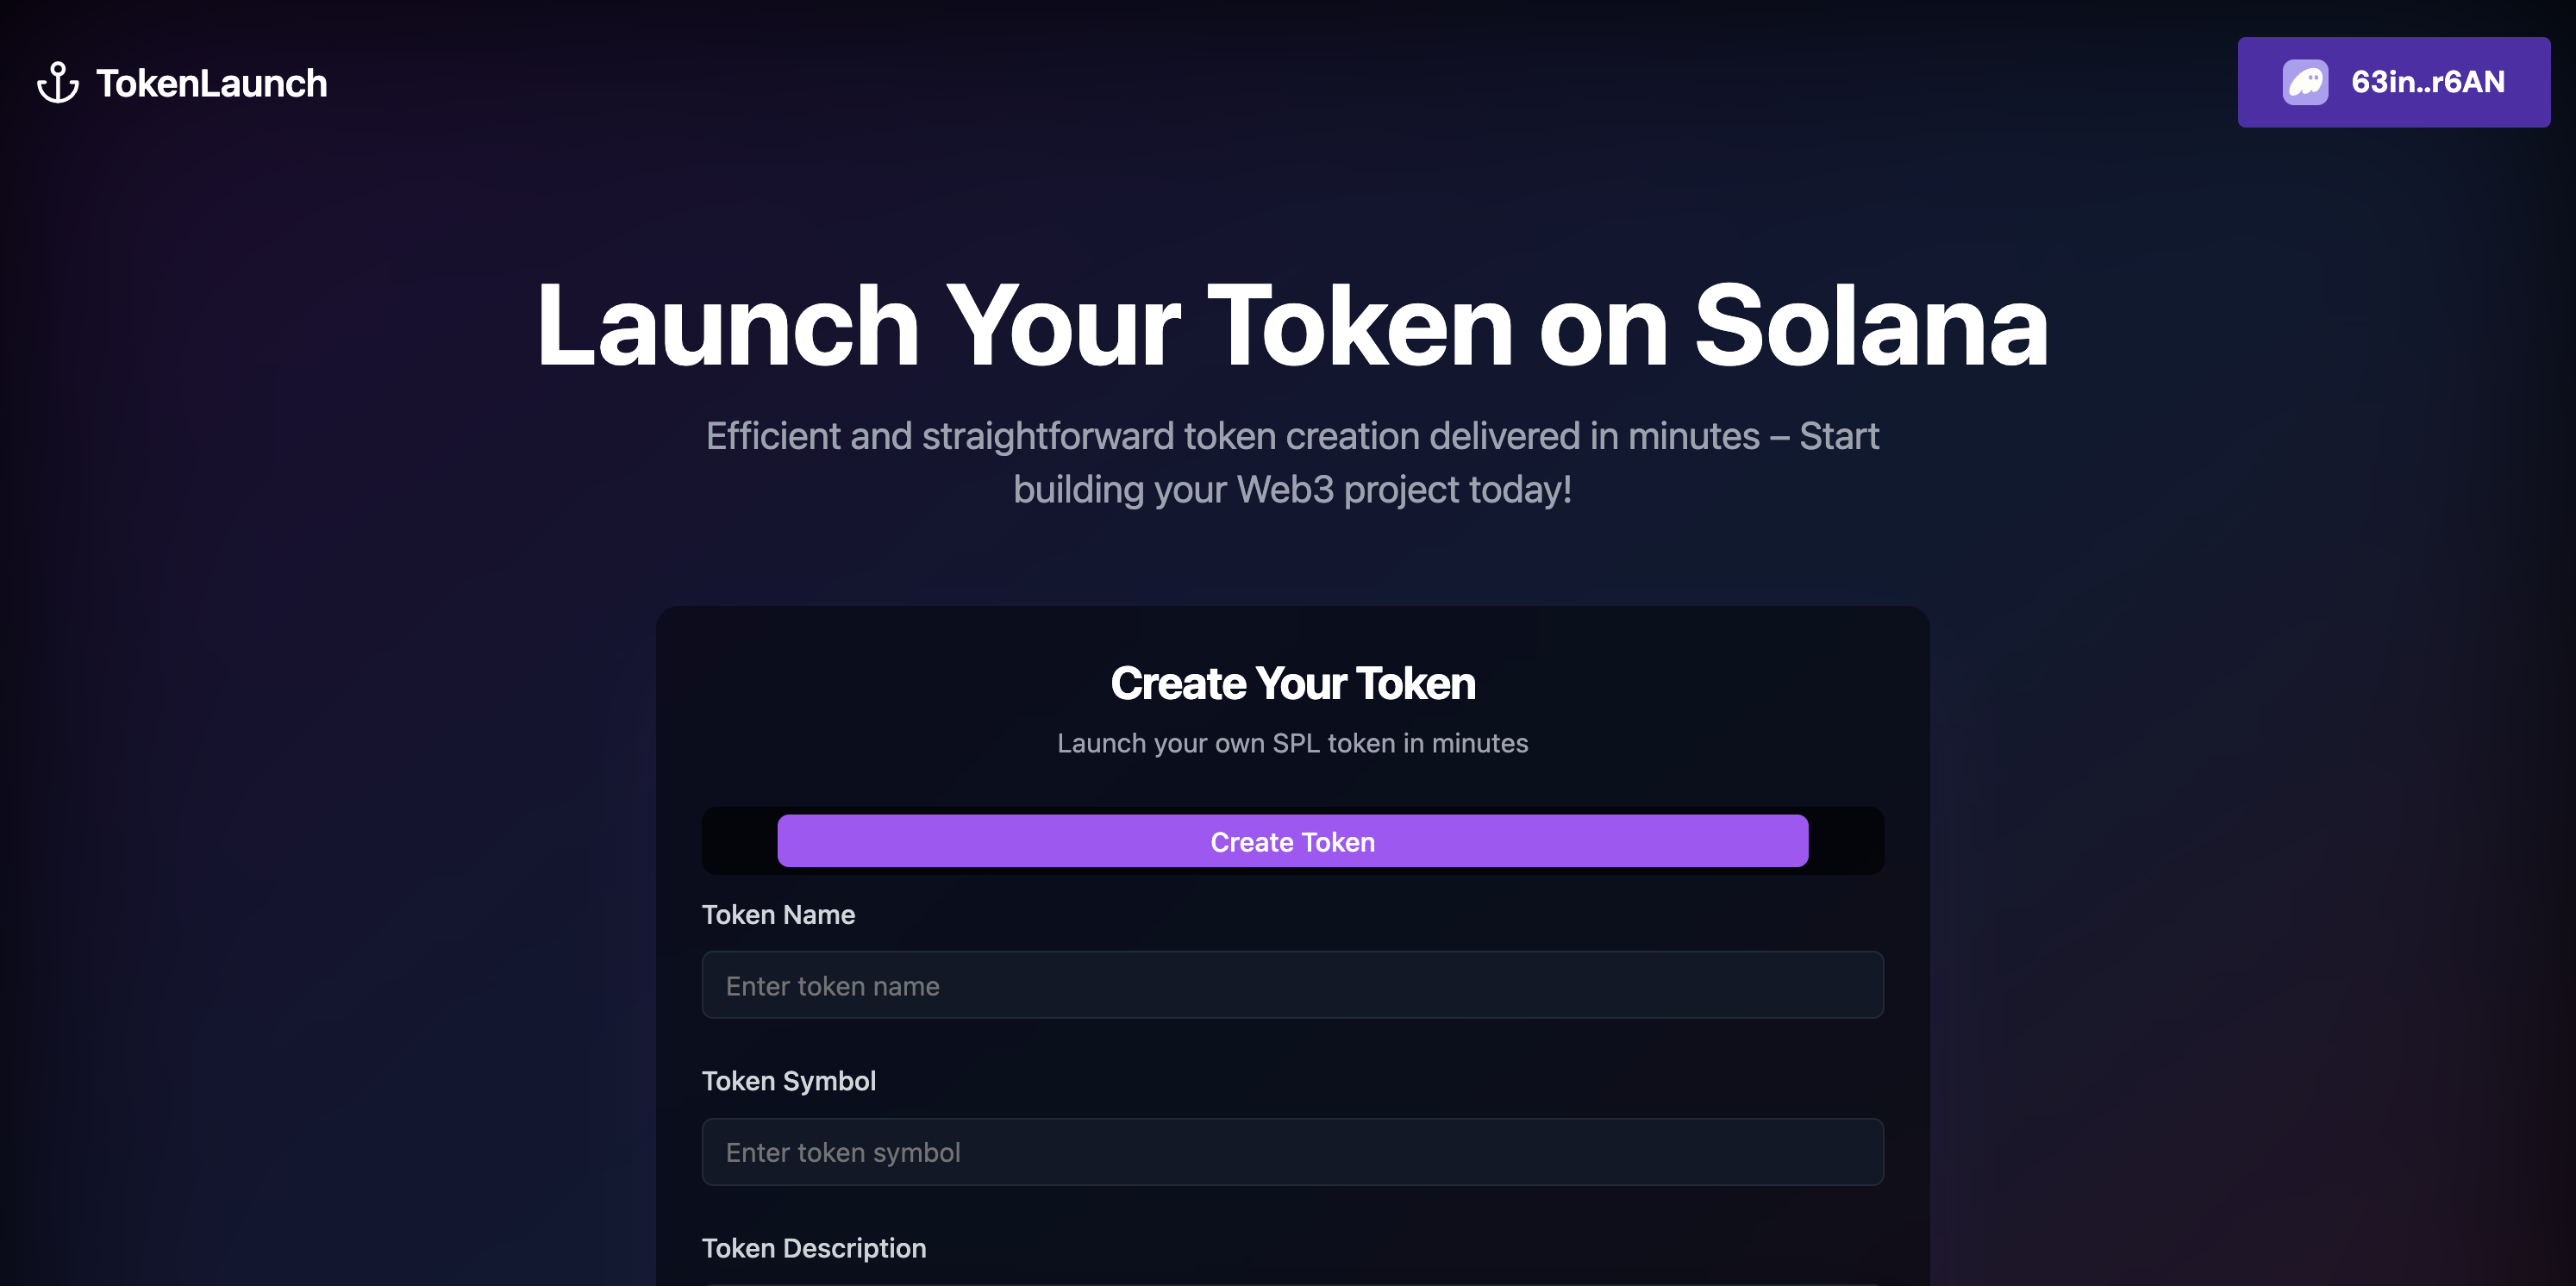 TokenLaunch
63in..r6AN
Launch Your Token on Solana
Efficient and straightforward token creation delivered in minutes – Start
building your Web3 project today!
Create Your Token
Launch your own SPL token in minutes
Create Token
Token Name
Enter token name
Token Symbol
Enter token symbol
Token Description